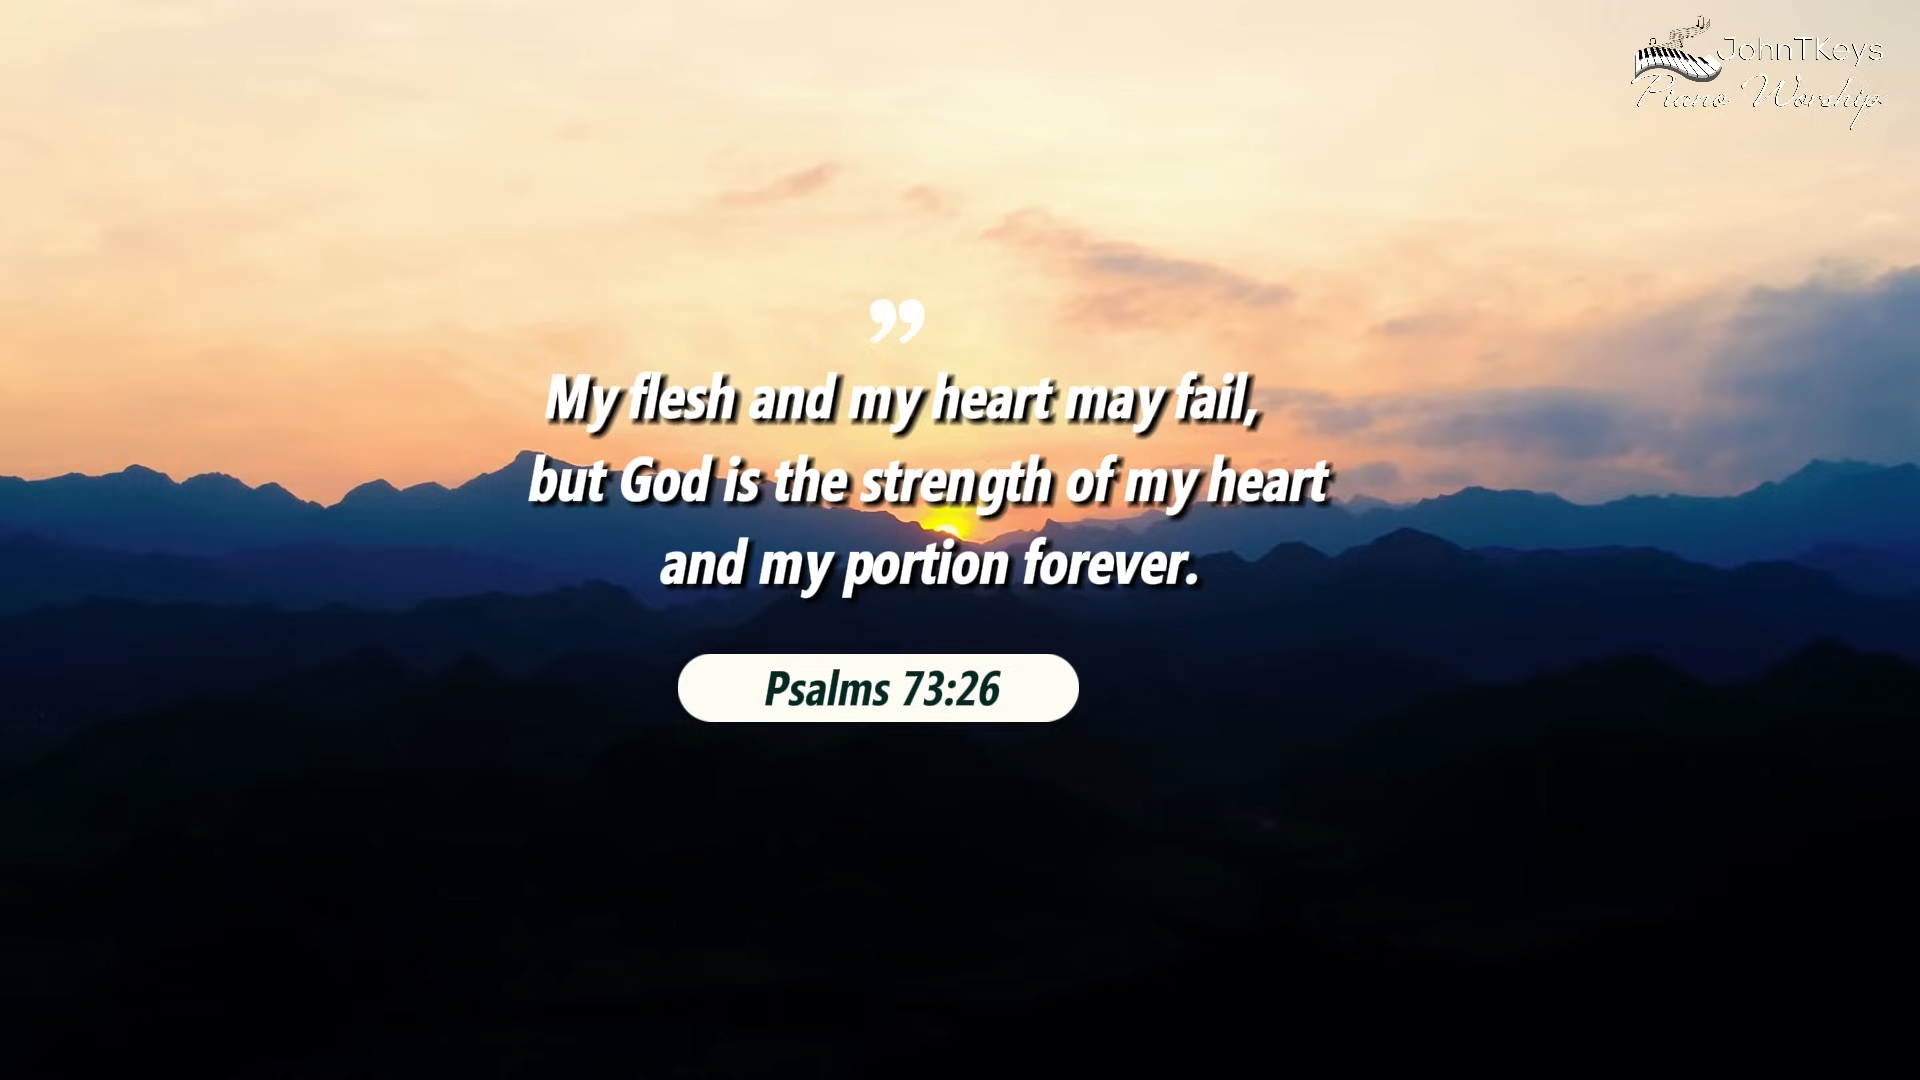 JohnTKeys
Piano Worship
”
My flesh and my heart may fail,
but God is the strength of my heart
and my portion forever.
Psalms 73:26